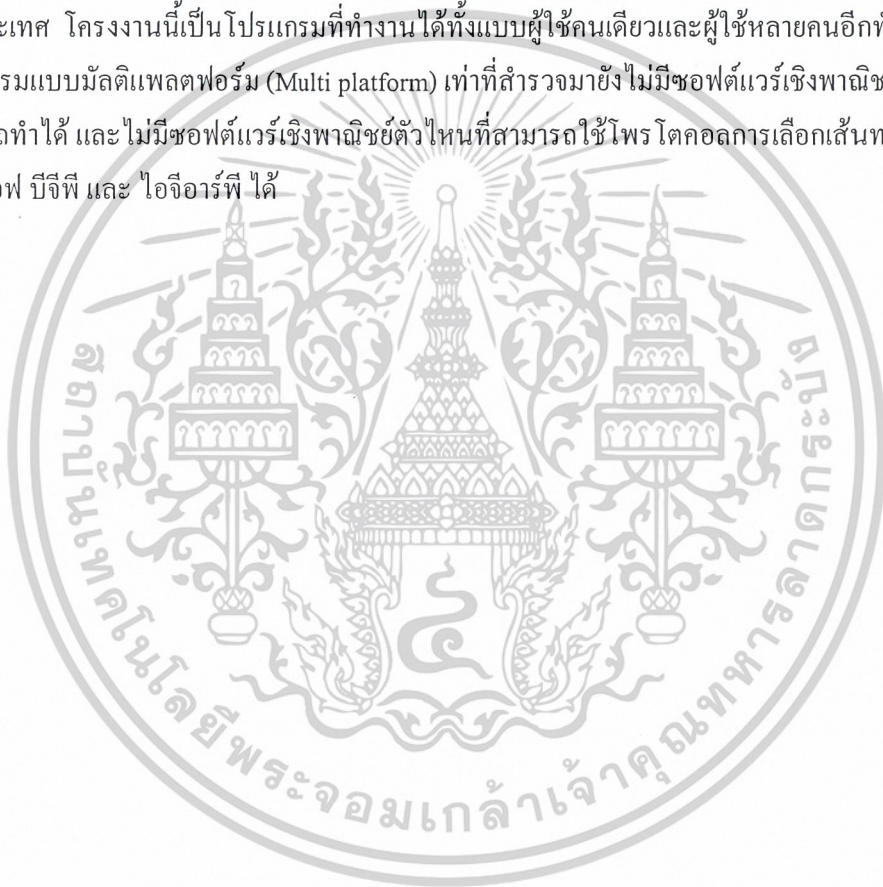 ะเทศ โครงงานนี้เป็นโปรแกรมที่ทำงานได้ทั้งแบบผู้ใช้คนเดียวและผู้ใช้หลายคนอีกทั
รมแบบมัลติแพลตฟอร์ม (Multi platform) เท่าที่สำรวจมายังไม่มีซอฟต์แวร์เชิงพาณิช
ถทำได้ และไม่มีซอฟต์แวร์เชิงพาณิชย์ตัวไหนที่สามารถใช้โพรโตคอลการเลือกเส้นท
อฟ บีจีพี และ ไอจีอาร์พี ได้
สถาบันเทคโนโลยีพระจอมเกล้าเจ้าคุณทหารลาดกระบัง